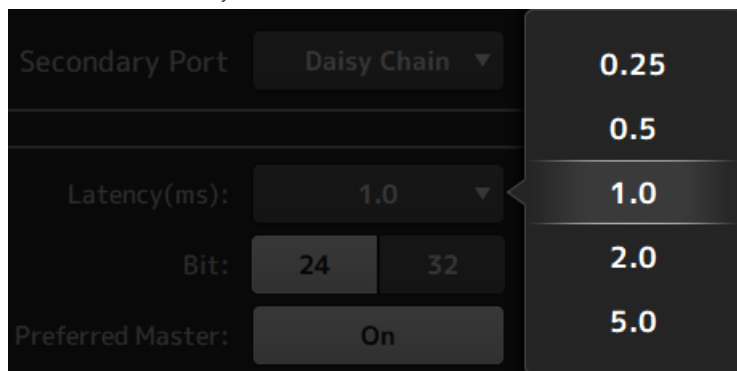 Secondary Port Daisy Chain ▼
Latency(ms): 1.0 ▼
Bit: 24 32
Preferred Master: On
0.25
0.5
1.0
2.0
5.0